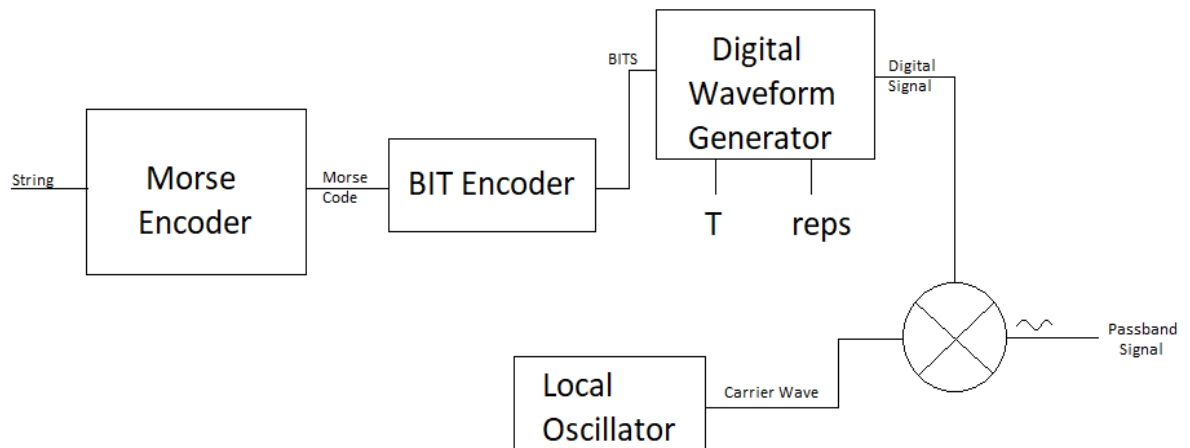 String
Morse
Encoder
Morse
Code
BIT Encoder
BITS
Digital
Waveform
Generator
T
reps
Digital
Signal
Local
Oscillator
Carrier Wave
Passband
Signal